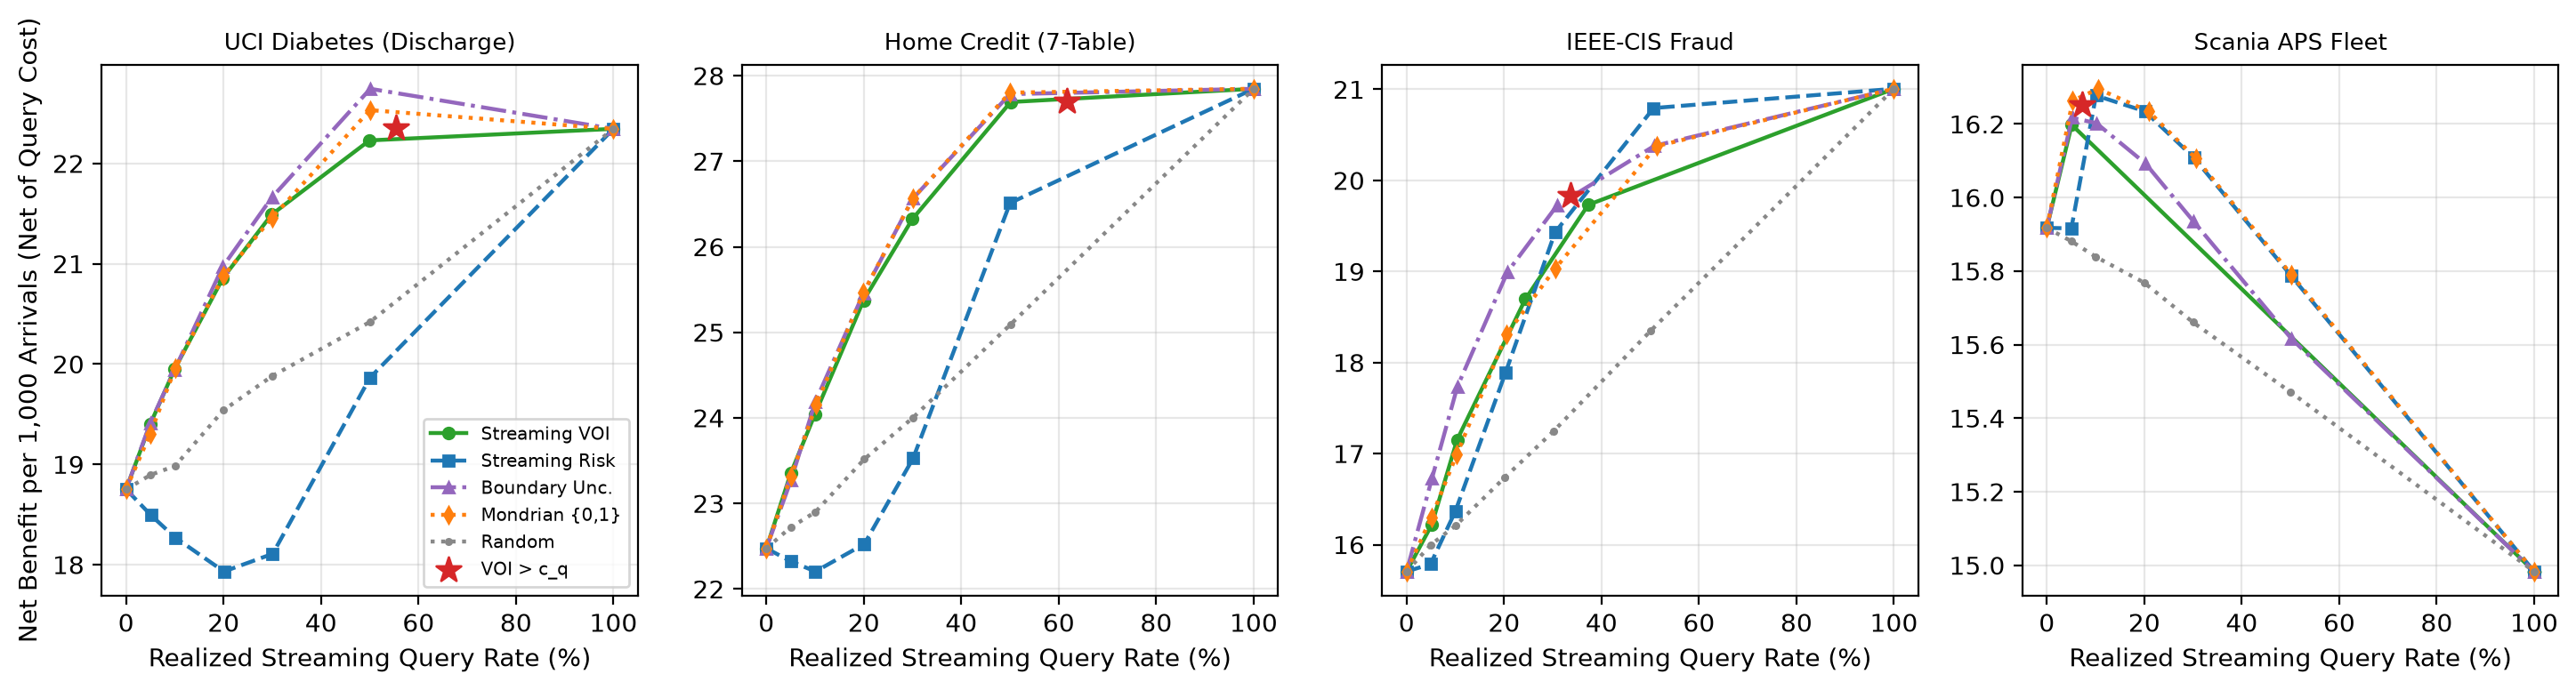 Net Benefit per 1,000 Arrivals (Net of Query Cost)
UCI Diabetes (Discharge)
22
21
20
19
18
0 20 40 60 80 100
Realized Streaming Query Rate (%)
Streaming VOI
Streaming Risk
Boundary Unc.
Mondrian {0,1}
Random
VOI > c_q
Home Credit (7-Table)
28
27
26
25
24
23
22
0 20 40 60 80 100
Realized Streaming Query Rate (%)
IEEE-CIS Fraud
21
20
19
18
17
16
0 20 40 60 80 100
Realized Streaming Query Rate (%)
Scania APS Fleet
16.2
16.0
15.8
15.6
15.4
15.2
15.0
0 20 40 60 80 100
Realized Streaming Query Rate (%)